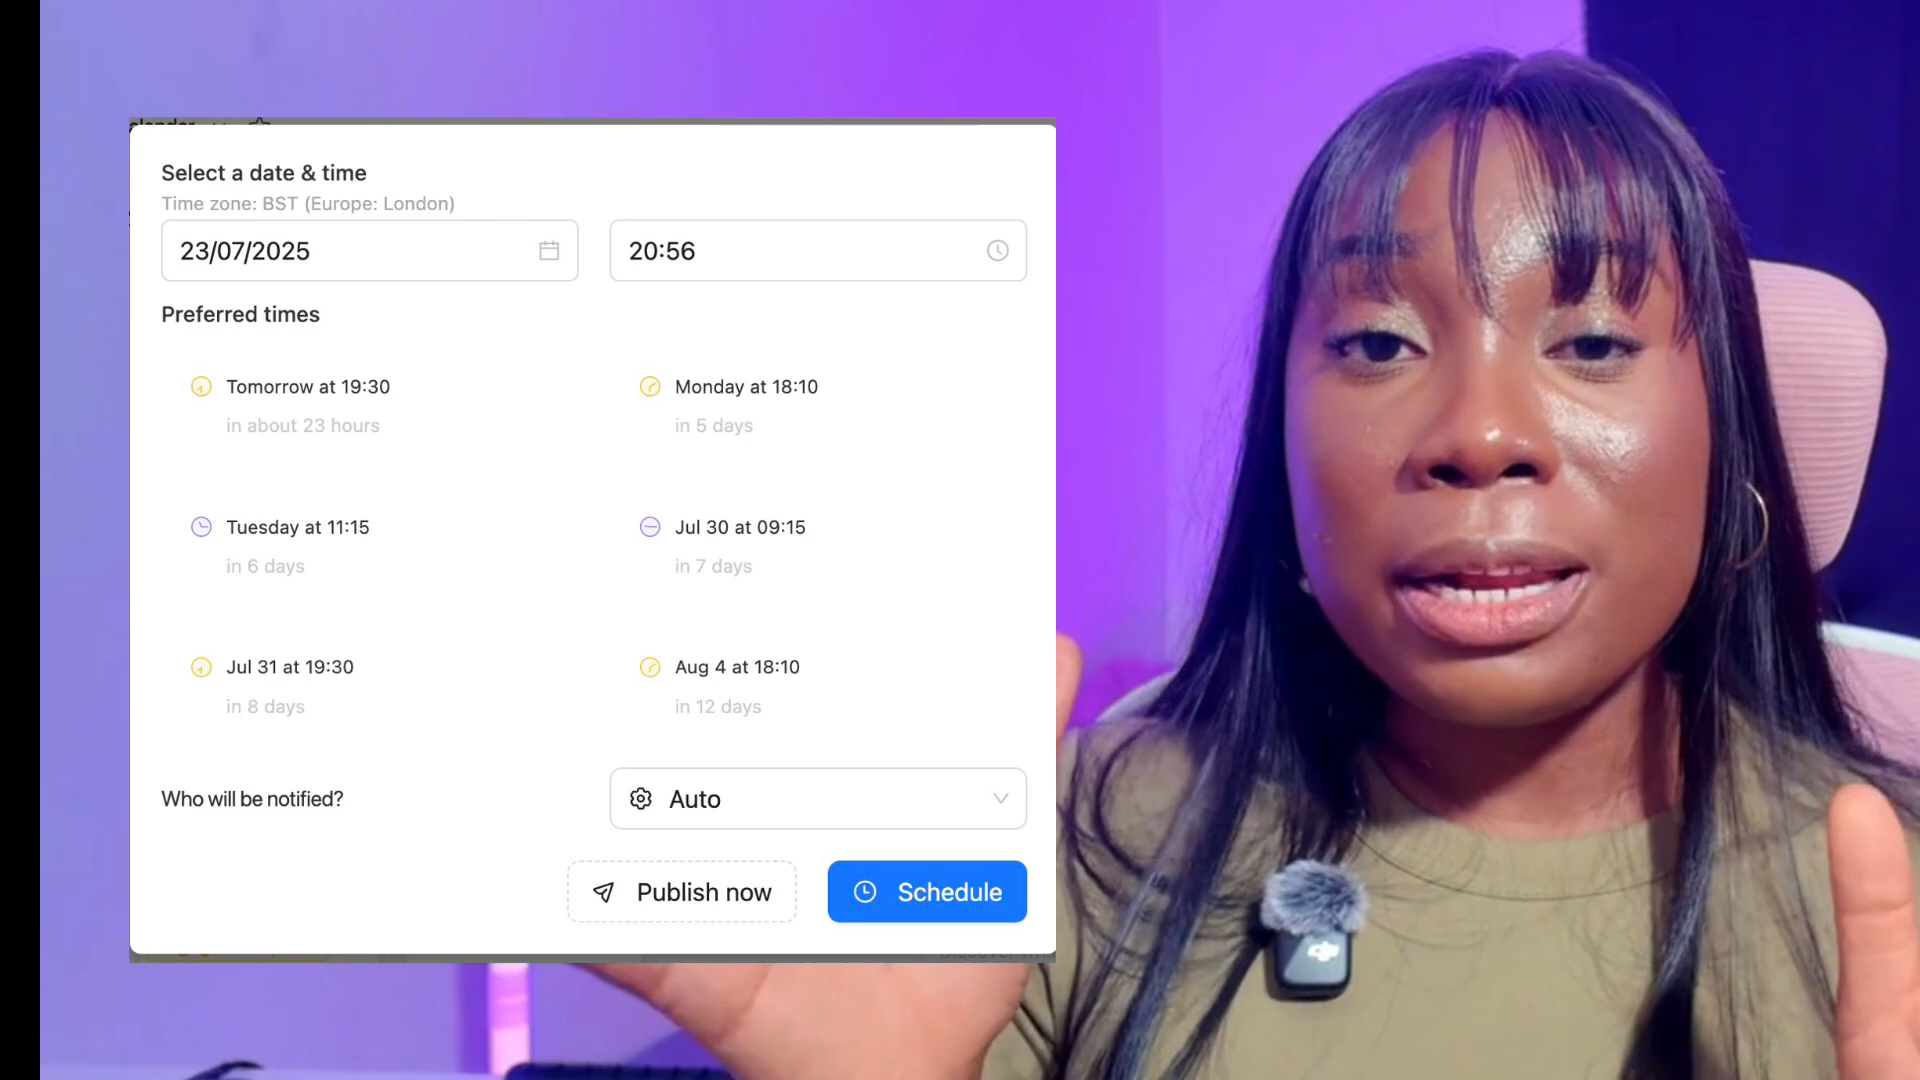 Select a date & time
Time zone: BST (Europe: London)
23/07/2025
20:56
Preferred times
Tomorrow at 19:30
in about 23 hours
Monday at 18:10
in 5 days
Tuesday at 11:15
in 6 days
Jul 30 at 09:15
in 7 days
Jul 31 at 19:30
in 8 days
Aug 4 at 18:10
in 12 days
Who will be notified?
Auto
Publish now
Schedule
dji